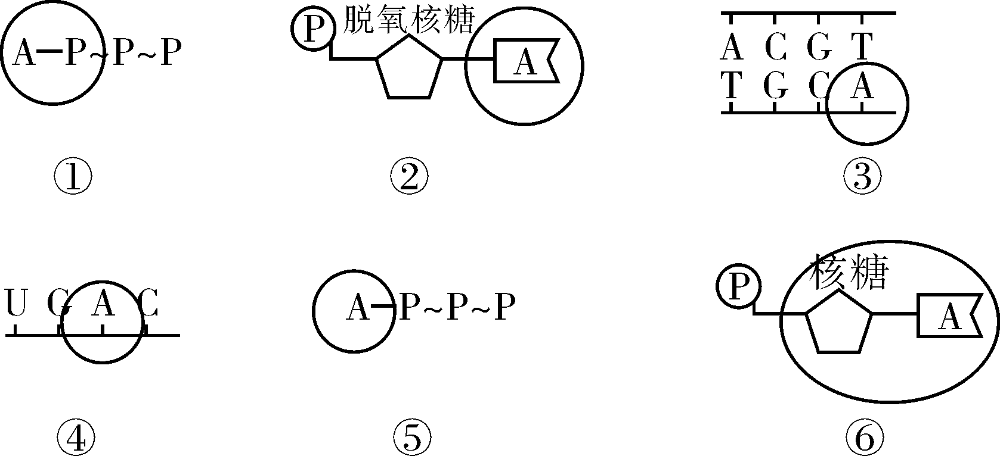 A—P~P~P
P 脱氧核糖 A
A C G T
T G C A
① ② ③
U G A C
A—P~P~P
P 核糖 A
④ ⑤ ⑥